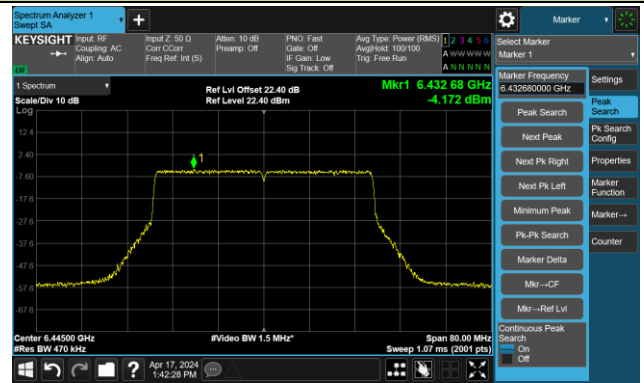 Spectrum Analyzer 1
Swept SA
Marker
KEYSIGHT
Input: RF
Coupling: AC
Align: Auto
Input Z: 50 Ω
Corr CCorr
Freq Ref: Int (S)
Atten: 10 dB
Preamp: Off
PNO: Fast
Gate: Off
IF Gain: Low
Sig Track: Off
Avg Type: Power (RMS)
Avg|Hold: 100/100
Trig: Free Run
1 2 3 4 5 6
A W W W W W
A N N N N N
Select Marker
Marker 1
1 Spectrum
Scale/Div 10 dB
Log
Ref Lvl Offset 22.40 dB
Ref Level 22.40 dBm
Mkr1 6.432 68 GHz
-4.172 dBm
12.4
2.40
-7.60
-17.6
-27.6
-37.6
-47.6
-57.6
-67.6
1
Center 6.44500 GHz
#Res BW 470 kHz
#Video BW 1.5 MHz*
Span 80.00 MHz
Sweep 1.07 ms (2001 pts)
Marker Frequency
6.432680000 GHz
Peak Search
Next Peak
Next Pk Right
Next Pk Left
Minimum Peak
Pk-Pk Search
Marker Delta
Mkr→CF
Mkr→Ref Lvl
Continuous Peak
Search
On
Off
Settings
Peak
Search
Pk Search
Config
Properties
Marker
Function
Marker→
Counter
?
Apr 17, 2024
1:42:28 PM